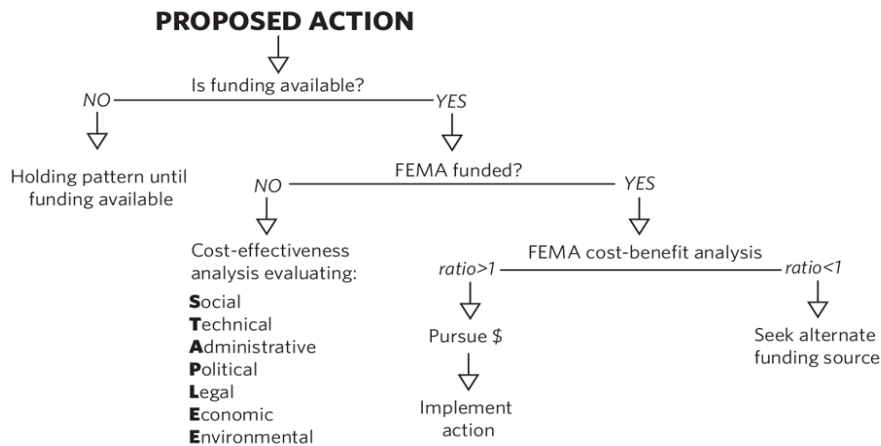 PROPOSED ACTION
Is funding available?
NO
YES
Holding pattern until
funding available
FEMA funded?
NO
YES
Cost-effectiveness
analysis evaluating:
Social
Technical
Administrative
Political
Legal
Economic
Environmental
FEMA cost-benefit analysis
ratio>1
ratio<1
Pursue $
Implement
action
Seek alternate
funding source